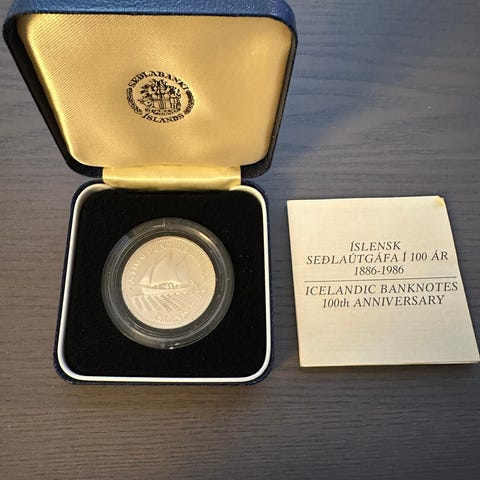 SEÐLABANKI
ÍSLANDS
ÍSLENSK
SEÐLAÚTGÁFA Í 100 ÁR
1886-1986
ICELANDIC BANKNOTES
100th ANNIVERSARY